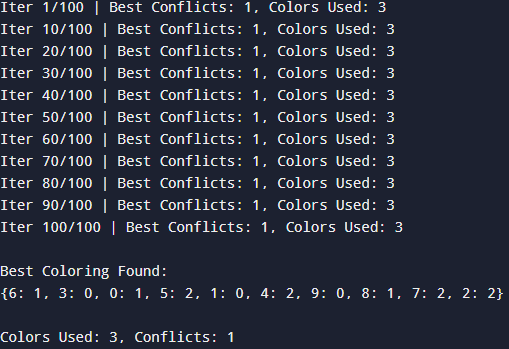 Iter 1/100 | Best Conflicts: 1, Colors Used: 3
Iter 10/100 | Best Conflicts: 1, Colors Used: 3
Iter 20/100 | Best Conflicts: 1, Colors Used: 3
Iter 30/100 | Best Conflicts: 1, Colors Used: 3
Iter 40/100 | Best Conflicts: 1, Colors Used: 3
Iter 50/100 | Best Conflicts: 1, Colors Used: 3
Iter 60/100 | Best Conflicts: 1, Colors Used: 3
Iter 70/100 | Best Conflicts: 1, Colors Used: 3
Iter 80/100 | Best Conflicts: 1, Colors Used: 3
Iter 90/100 | Best Conflicts: 1, Colors Used: 3
Iter 100/100 | Best Conflicts: 1, Colors Used: 3
Best Coloring Found:
{6: 1, 3: 0, 0: 1, 5: 2, 1: 0, 4: 2, 9: 0, 8: 1, 7: 2, 2: 2}
Colors Used: 3, Conflicts: 1